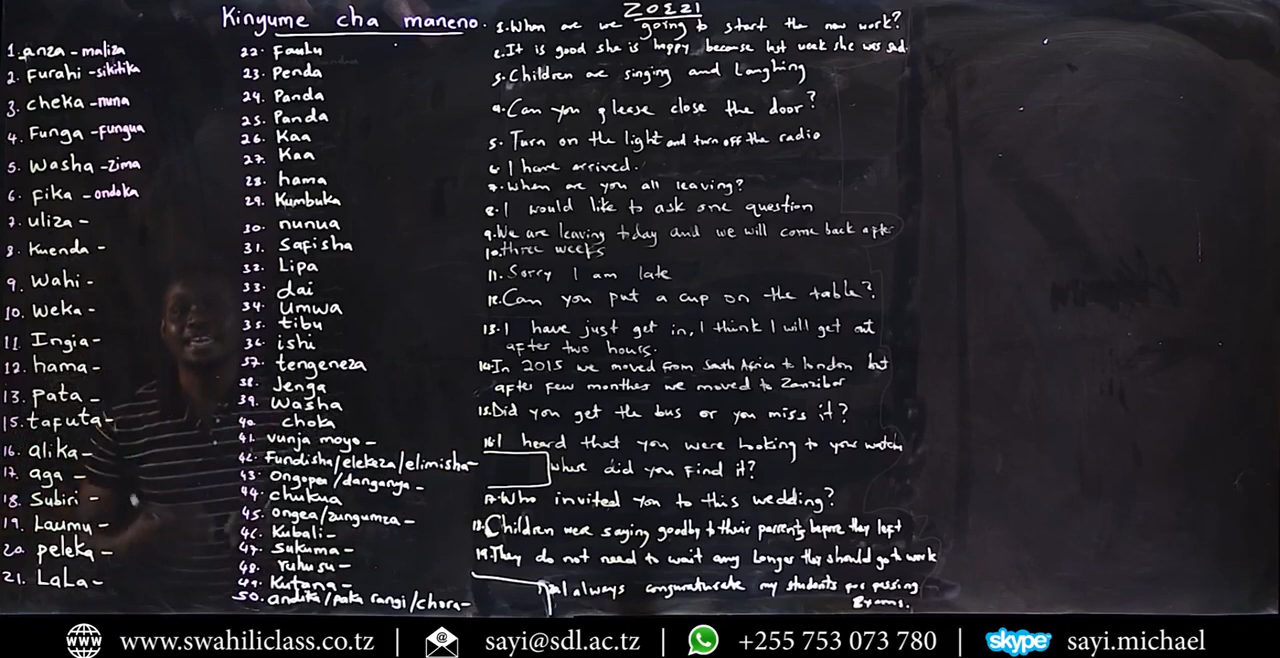 Kinyume cha maneno.
1. anza - maliza
2. Furahi - sikitika
3. cheka - nuna
4. Funga - Fungua
5. Washa - Zima
6. Fika - ondoka
7. uliza -
8. Kuenda -
9. Wahi -
10. Weka -
11 Ingia -
12. hama -
13. pata -
15. tafuta -
16. alika -
17. aga -
18. Subiri -
19. Laumu -
20. peleka -
21. LaLa -
22. Faulu
23. Penda
24. Panda
25. Panda
26. Kaa
27. Kaa
28. hama
29. Kumbuka
30. nunua
31. Safisha
32. Lipa
33. dai
34. umwa
35. tibu
36. ishi
37. tengeneza
38. Jenga
39. Washa
40. choka
41. vunja moyo -
42. Fundisha/elekeza/elimisha -
43. Ongopea/danganya -
44. chukua
45. ongea/zungumza -
46. Kubali -
47. Sukuma -
48. ruhusu -
49. Kutana -
50. andika/paka rangi/chora -
ZOEZI
1. When are we going to start the new work?
2. It is good she is happy because last week she was sad.
3. Children are singing and Laughing
4. Can you please close the door?
5. Turn on the light and turn off the radio
6. I have arrived.
7. When are you all leaving?
8. I would like to ask one question
9. We are leaving today and we will come back after
10. three weeks
11. Sorry I am late
12. Can you put a cup on the table?
13. I have just get in, I think I will get out
after two hours.
14. In 2015 we moved from South Africa to London but
after few monthes we moved to Zanzibar
15. Did you get the bus or you miss it?
16. I heard that you were Looking to your watch
where did you find it?
17. Who invited you to this wedding?
18. Children were saying goodby to their parrents before they left
19. They do not need to wait any Longer they should go to work
I always my students for passing
Exams.
www.swahiliclass.co.tz | sayi@sdl.ac.tz | +255 753 073 780 | skype sayi.michael